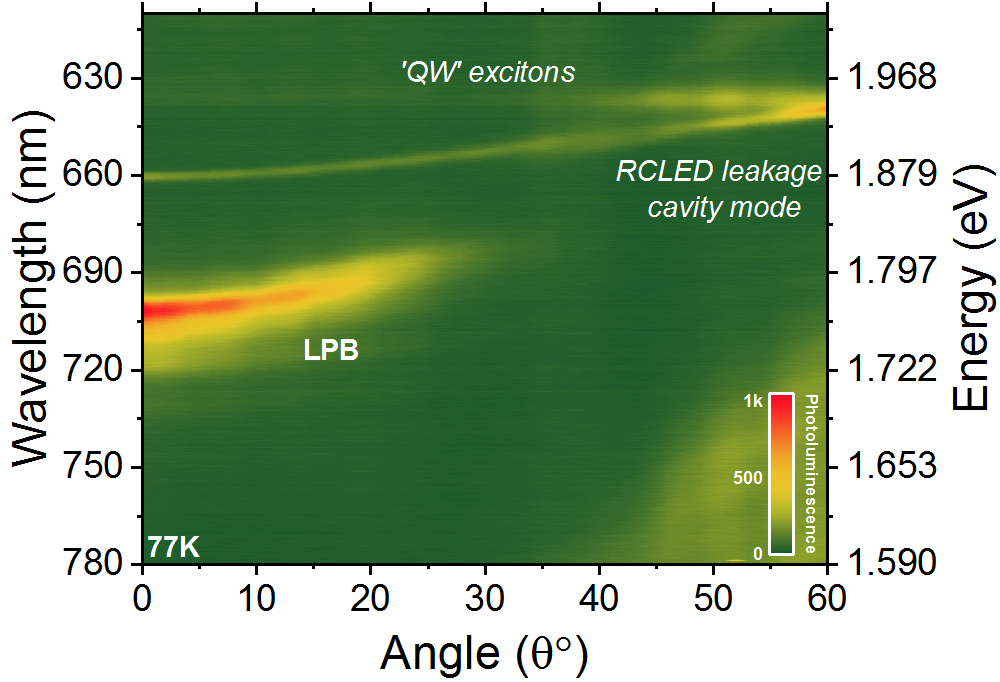 'QW' excitons
RCLED leakage
cavity mode
LPB
77K
1k
500
0
Photoluminescence
Wavelength (nm)
630
660
690
720
750
780
Energy (eV)
1.968
1.879
1.797
1.722
1.653
1.590
0 10 20 30 40 50 60
Angle (θ°)